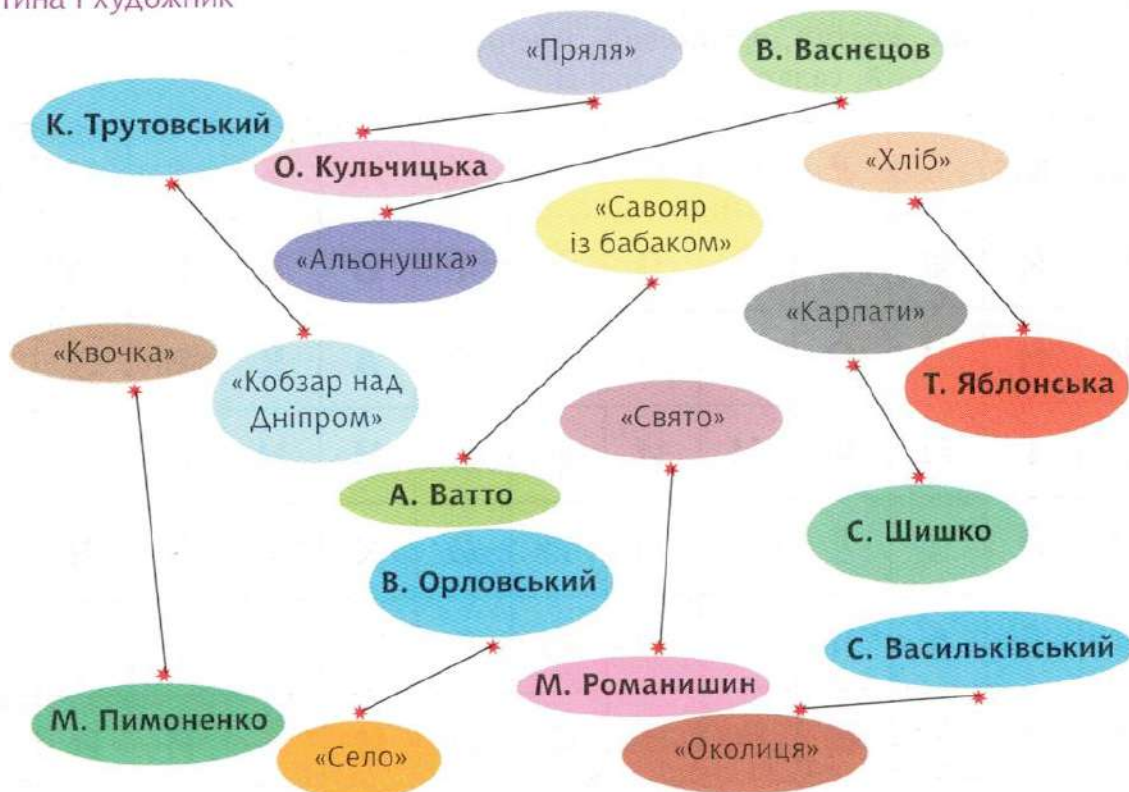 і художник
«Пряля»
В. Васнєцов
К. Трутовський
О. Кульчицька
«Хліб»
«Савояр
із бабаком»
«Альонушка»
«Карпати»
«Квочка»
«Кобзар над
Дніпром»
Т. Яблонська
«Свято»
А. Ватто
С. Шишко
В. Орловський
С. Васильківський
М. Романишин
М. Пимоненко
«Село»
«Околиця»